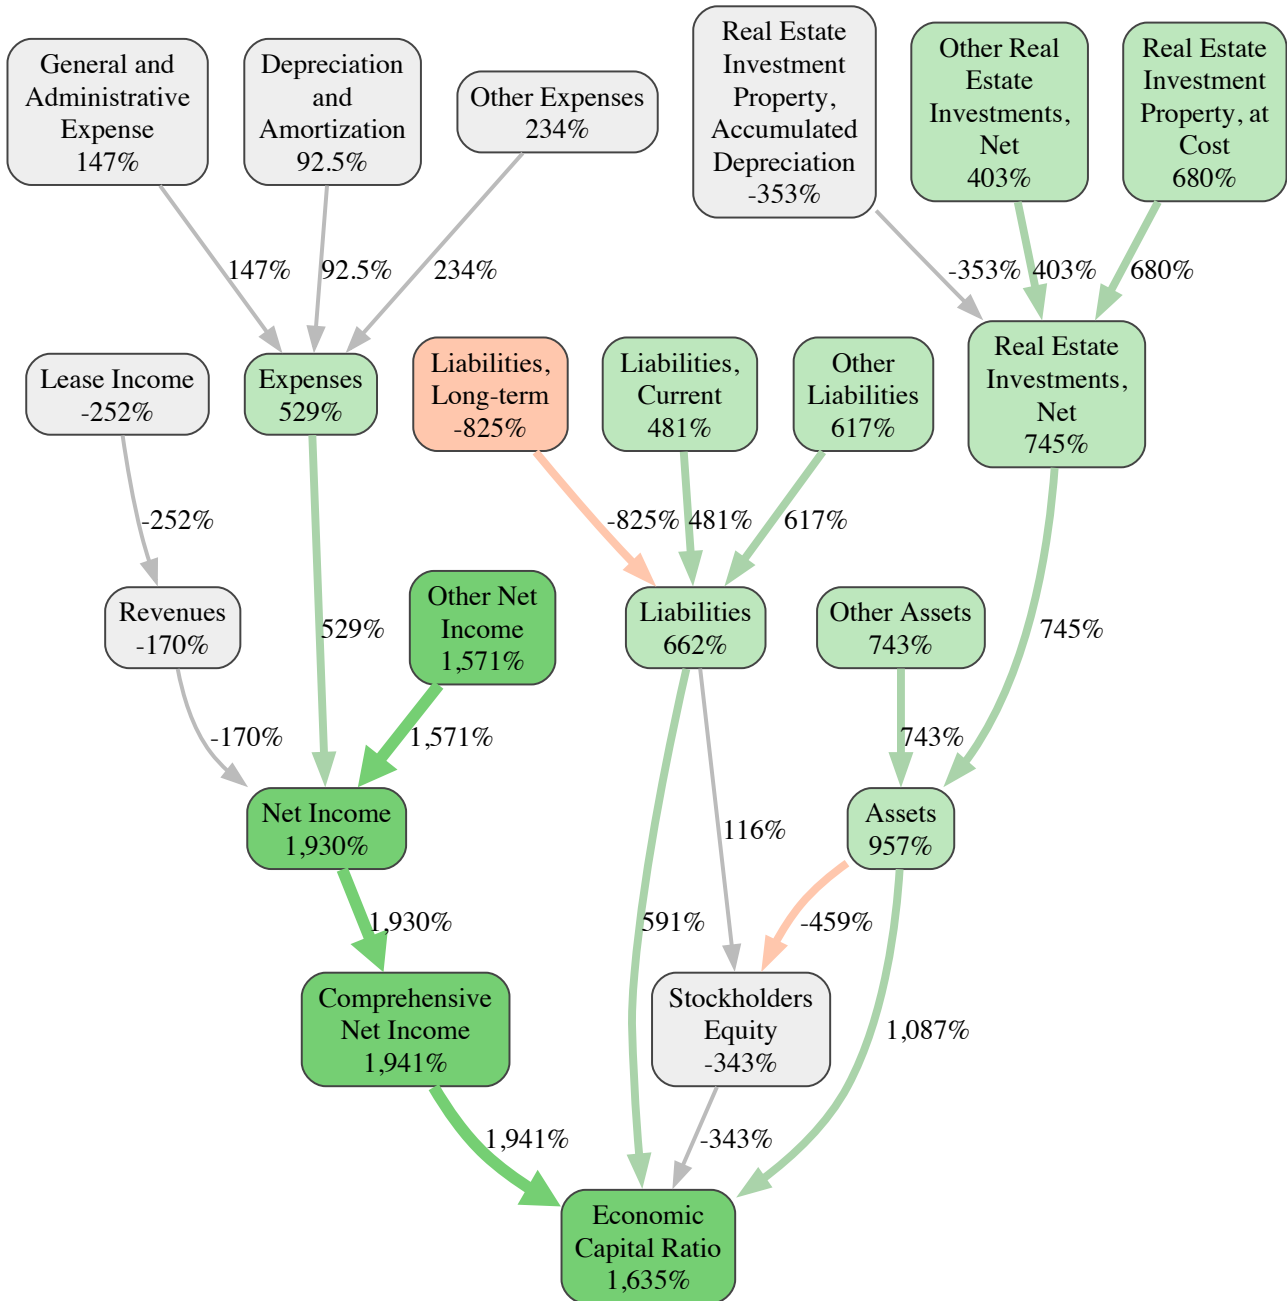 General and
Administrative
Expense
147%
Depreciation
and
Amortization
92.5%
Other Expenses
234%
Real Estate
Investment
Property,
Accumulated
Depreciation
-353%
Other Real
Estate
Investments,
Net
403%
Real Estate
Investment
Property, at
Cost
680%
147%
92.5%
234%
-353%
403%
680%
Lease Income
-252%
Expenses
529%
Liabilities,
Long-term
-825%
Liabilities,
Current
481%
Other
Liabilities
617%
Real Estate
Investments,
Net
745%
-252%
-825%
481%
617%
Revenues
-170%
529%
Other Net
Income
1,571%
Liabilities
662%
Other Assets
743%
745%
-170%
1,571%
743%
Net Income
1,930%
116%
Assets
957%
1,930%
591%
-459%
Comprehensive
Net Income
1,941%
Stockholders
Equity
-343%
1,087%
1,941%
-343%
Economic
Capital Ratio
1,635%